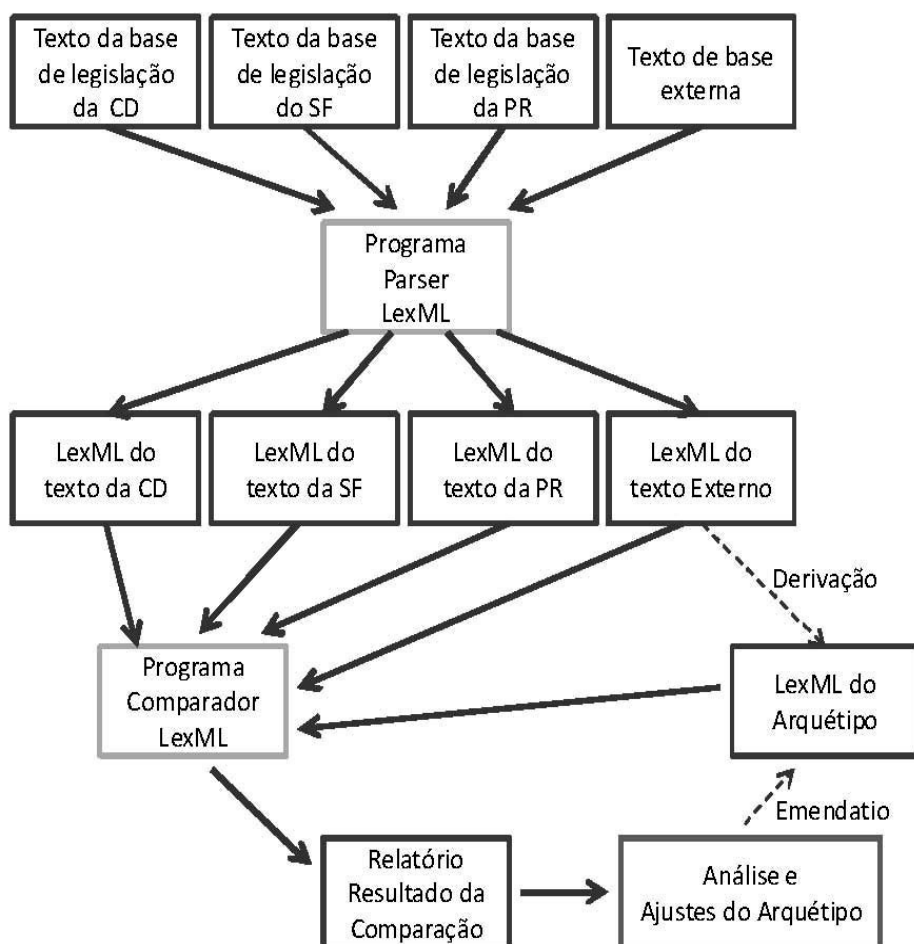 Texto da base
de legislação
da CD
Texto da base
de legislação
do SF
Texto da base
de legislação
da PR
Texto de base
externa
Programa
Parser
LexML
LexML do
texto da CD
LexML do
texto da SF
LexML do
texto da PR
LexML do
texto Externo
Derivação
Programa
Comparador
LexML
LexML do
Arquétipo
Emendatio
Relatório
Resultado da
Comparação
Análise e
Ajustes do Arquétipo